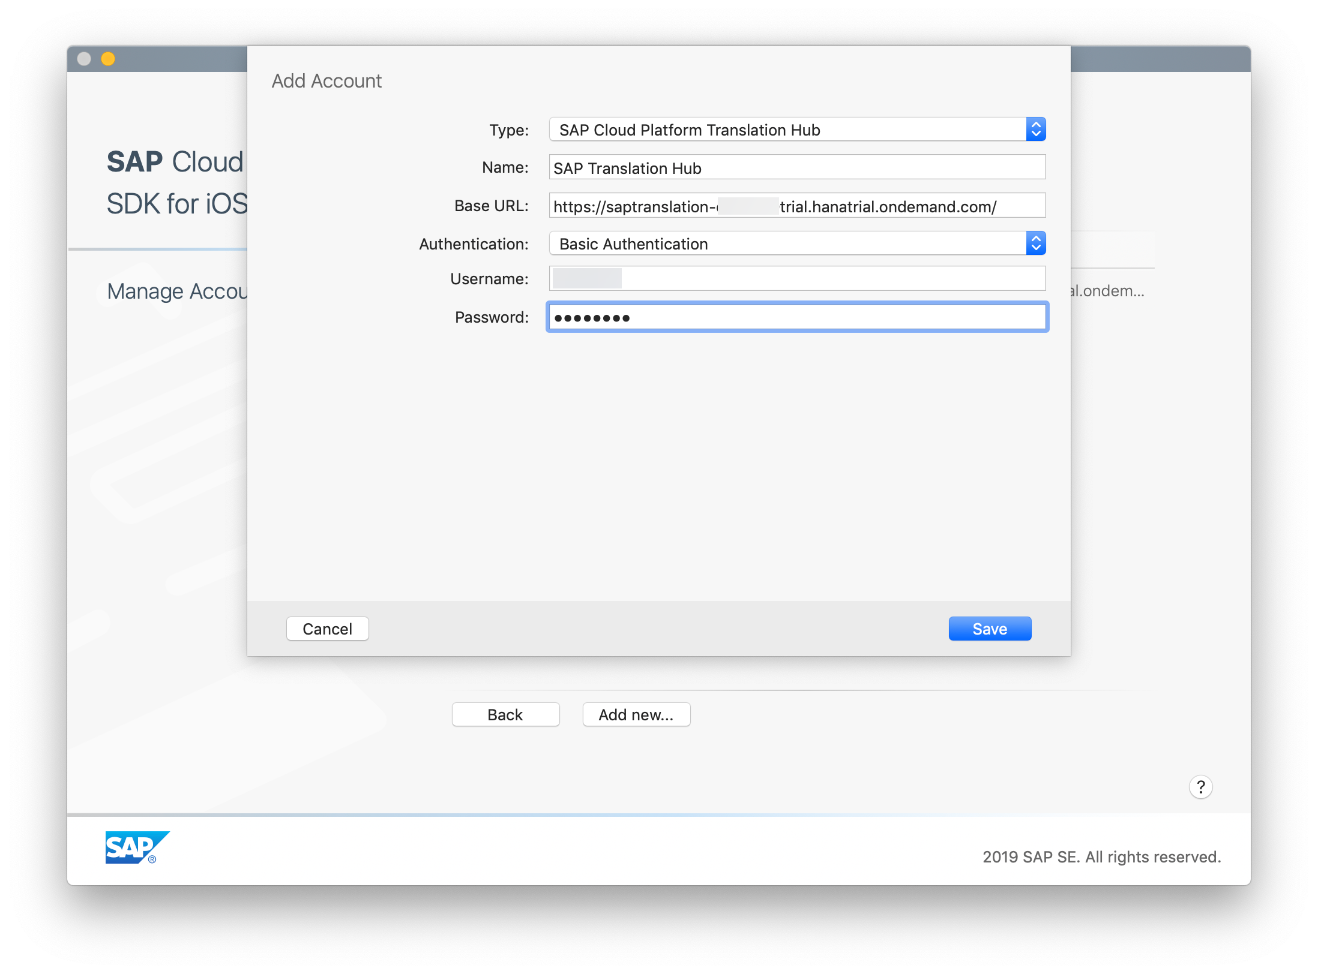 Add Account
Type: SAP Cloud Platform Translation Hub
SAP Cloud
Name: SAP Translation Hub
SDK for iOS
Base URL: https://saptranslation- trial.hanatrial.ondemand.com/
Authentication: Basic Authentication
Username:
Manage Accou
al.ondem...
Password: ••••••••
Cancel
Save
Back
Add new...
?
SAP®
2019 SAP SE. All rights reserved.